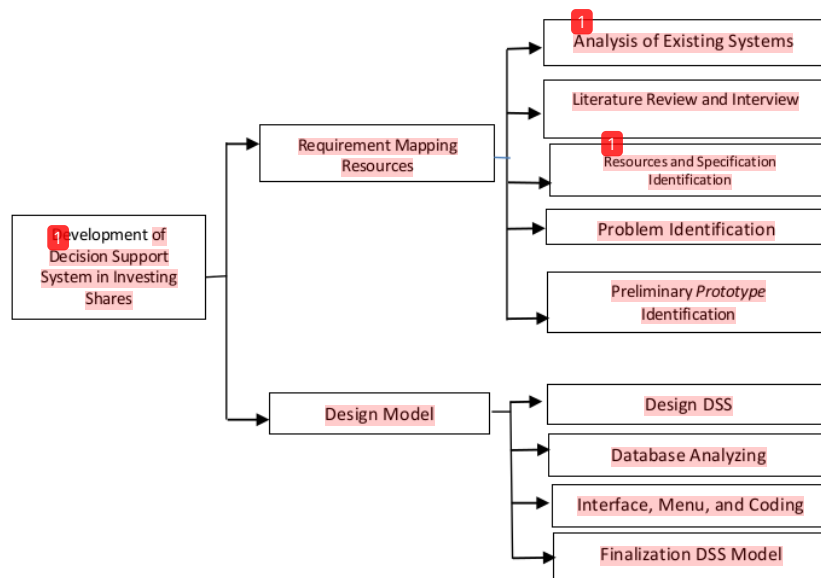 1
Analysis of Existing Systems
Literature Review and Interview
Requirement Mapping
Resources
1
Resources and Specification
Identification
Problem Identification
1
Development of
Decision Support
System in Investing
Shares
Preliminary Prototype
Identification
Design Model
Design DSS
Database Analyzing
Interface, Menu, and Coding
Finalization DSS Model